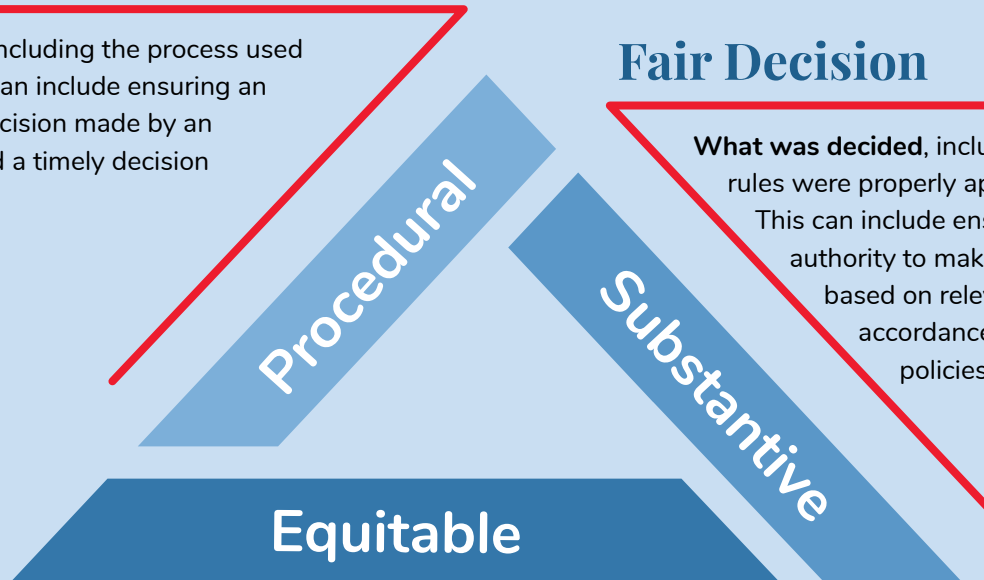 ncluding the process used
an include ensuring an
cision made by an
d a timely decision
Procedural
Fair Decision
What was decided, inclu
rules were properly ap
This can include ens
authority to mak
based on rele
accordance
policies
Substantive
Equitable